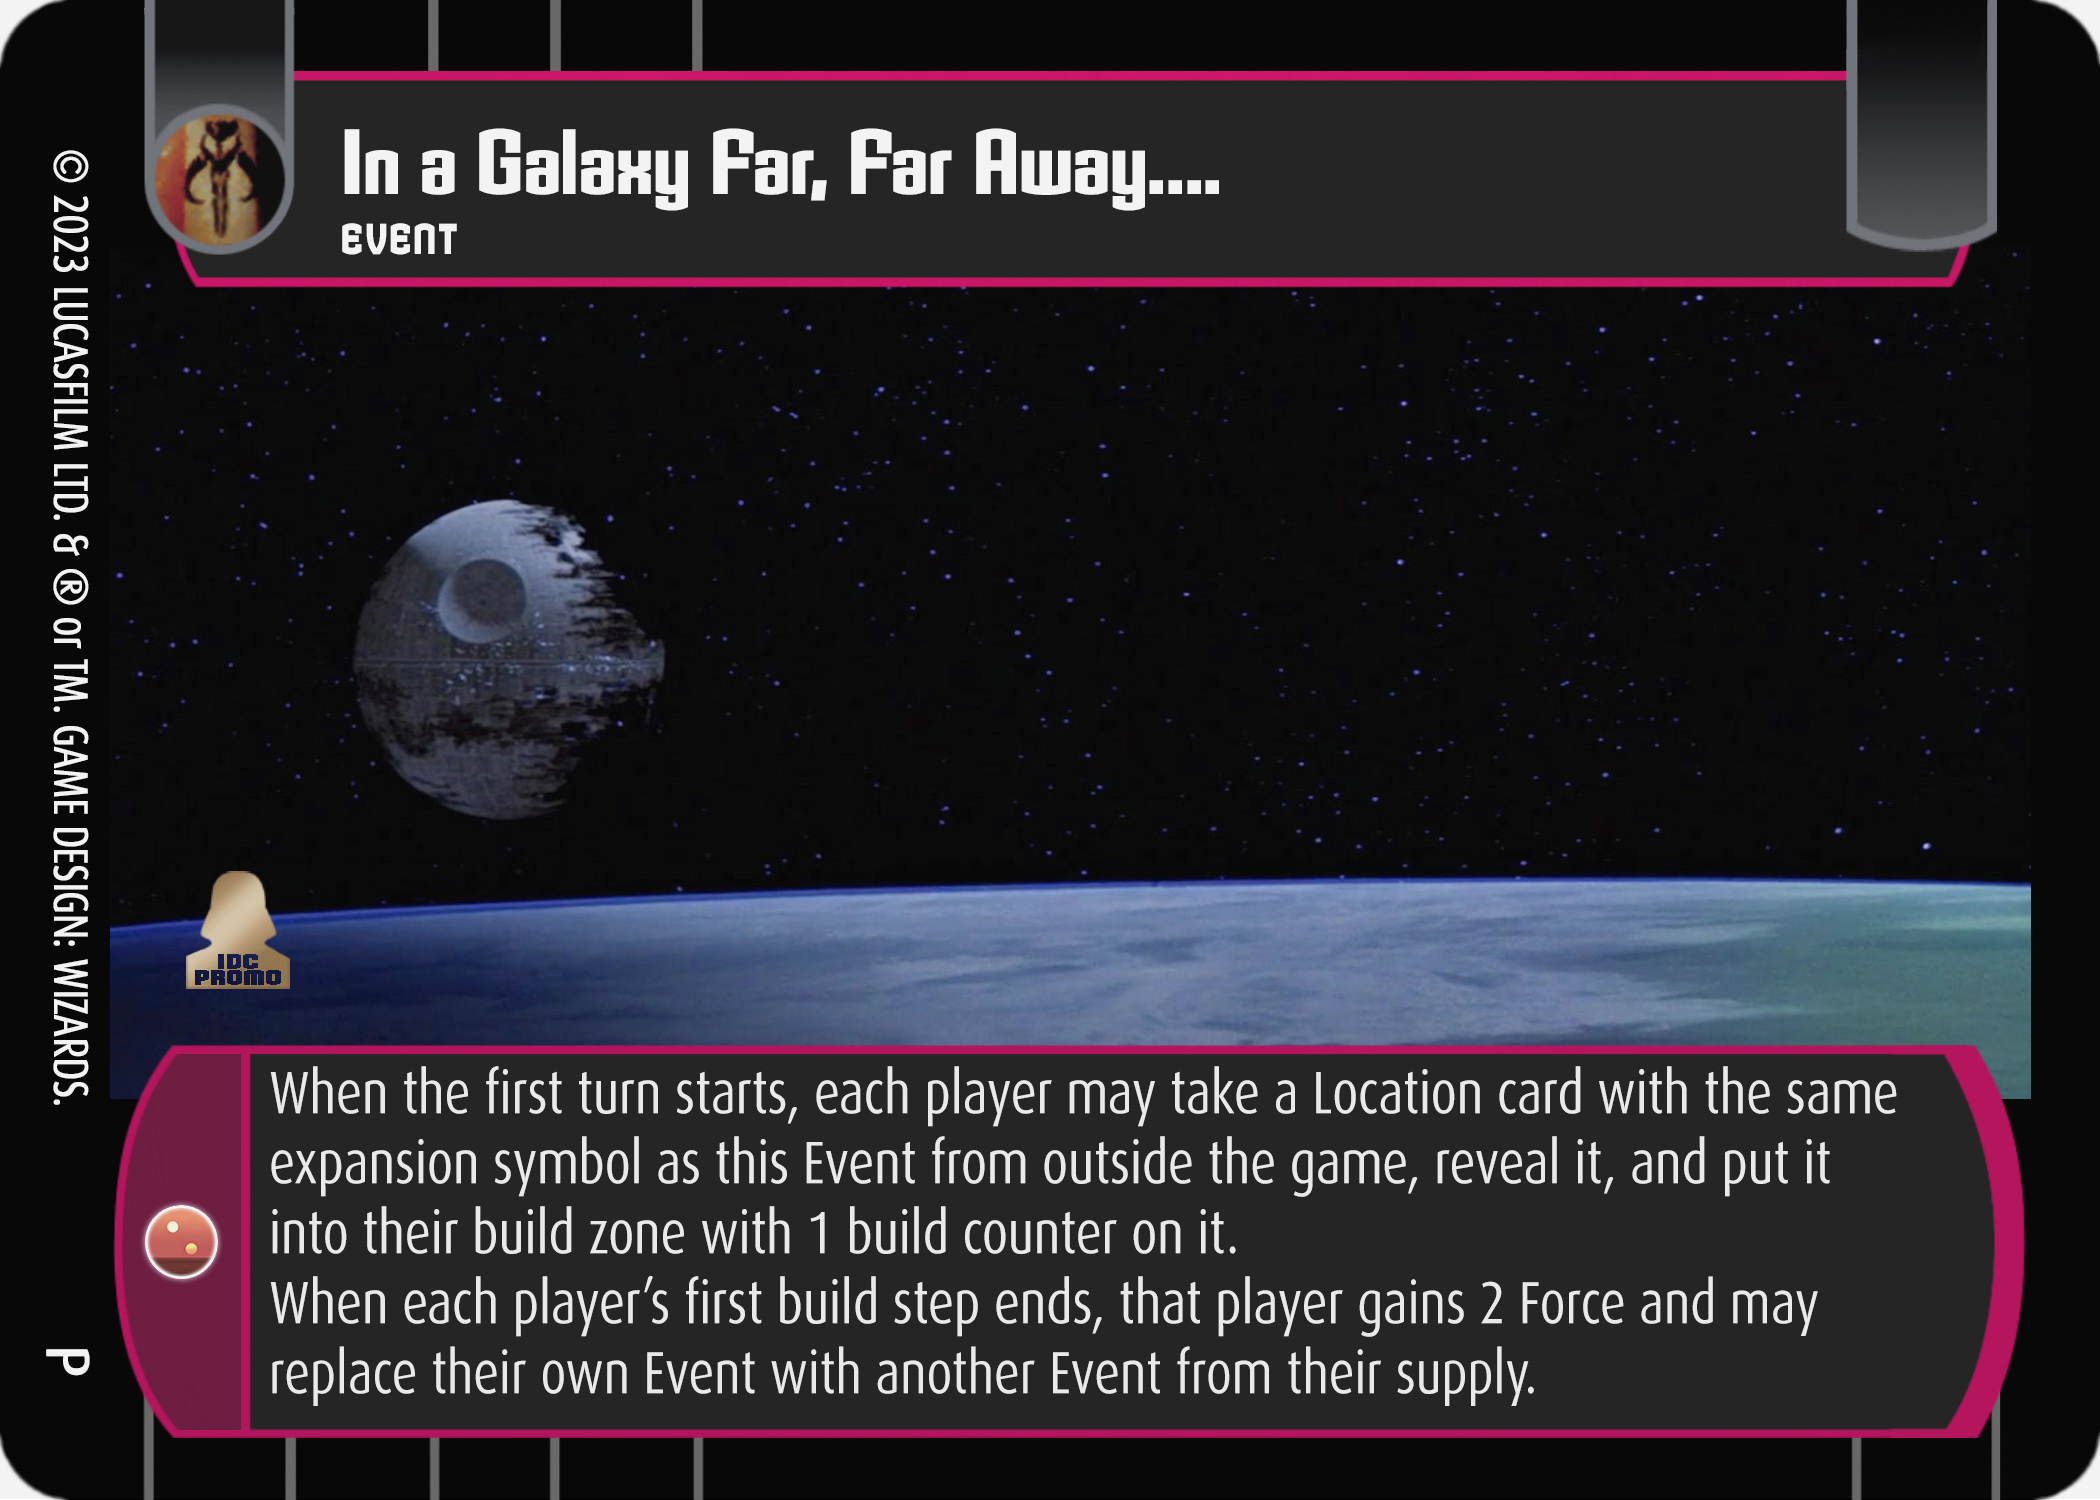 In a Galaxy Far, Far Away....
EVENT
© 2023 LUCASFILM LTD. & ® or TM. GAME DESIGN: WIZARDS.
IDC
PROMO
When the first turn starts, each player may take a Location card with the same
expansion symbol as this Event from outside the game, reveal it, and put it
into their build zone with 1 build counter on it.
When each player's first build step ends, that player gains 2 Force and may
replace their own Event with another Event from their supply.
P